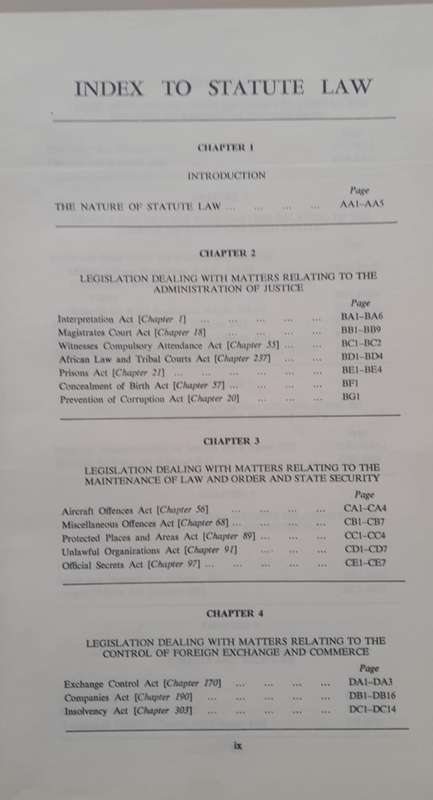 INDEX TO STATUTE LAW
CHAPTER 1
INTRODUCTION
Page
THE NATURE OF STATUTE LAW ... ... ... ... AA1–AA5
CHAPTER 2
LEGISLATION DEALING WITH MATTERS RELATING TO THE
ADMINISTRATION OF JUSTICE
Page
Interpretation Act [Chapter 1] ... ... ... ... ... BA1–BA6
Magistrates Court Act [Chapter 18] ... ... ... ... BB1–BB9
Witnesses Compulsory Attendance Act [Chapter 35] ... ... BC1–BC2
African Law and Tribal Courts Act [Chapter 237] ... ... BD1–BD4
Prisons Act [Chapter 21] ... ... ... ... ... ... BE1–BE4
Concealment of Birth Act [Chapter 57] ... ... ... ... BF1
Prevention of Corruption Act [Chapter 20] ... ... ... BG1
CHAPTER 3
LEGISLATION DEALING WITH MATTERS RELATING TO THE
MAINTENANCE OF LAW AND ORDER AND STATE SECURITY
Page
Aircraft Offences Act [Chapter 56] ... ... ... ... CA1–CA4
Miscellaneous Offences Act [Chapter 68] ... ... ... ... CB1–CB7
Protected Places and Areas Act [Chapter 89] ... ... ... CC1–CC4
Unlawful Organizations Act [Chapter 91] ... ... ... CD1–CD7
Official Secrets Act [Chapter 97] ... ... ... ... ... CE1–CE7
CHAPTER 4
LEGISLATION DEALING WITH MATTERS RELATING TO THE
CONTROL OF FOREIGN EXCHANGE AND COMMERCE
Page
Exchange Control Act [Chapter 170] ... ... ... ... DA1–DA3
Companies Act [Chapter 190] ... ... ... ... ... DB1–DB16
Insolvency Act [Chapter 303] ... ... ... ... ... DC1–DC14
ix